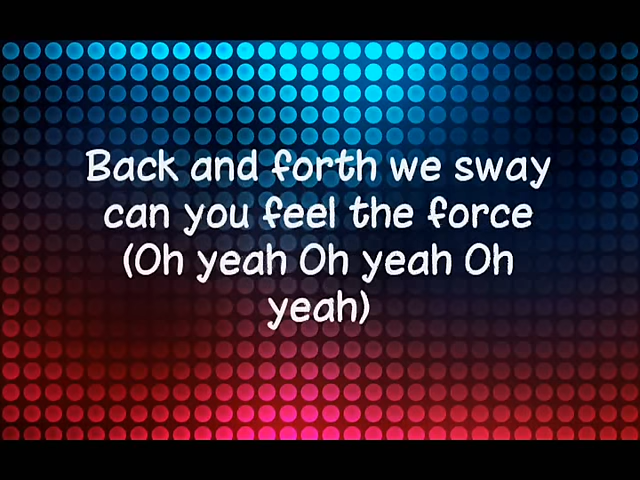 Back and forth we sway
can you feel the force
(Oh yeah Oh yeah Oh
yeah)